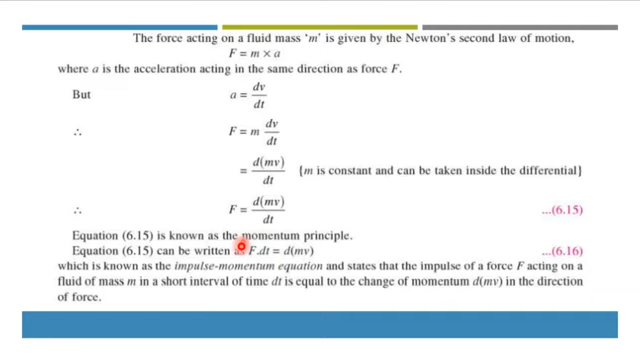 The force acting on a fluid mass ‘m’ is given by the Newton’s second law of motion,
F = m × a
where a is the acceleration acting in the same direction as force F.
But a = dv/dt
∴ F = m dv/dt
= d(mv)/dt {m is constant and can be taken inside the differential}
∴ F = d(mv)/dt ...(6.15)
Equation (6.15) is known as the momentum principle.
Equation (6.15) can be written as F.dt = d(mv) ...(6.16)
which is known as the impulse-momentum equation and states that the impulse of a force F acting on a
fluid of mass m in a short interval of time dt is equal to the change of momentum d(mv) in the direction
of force.